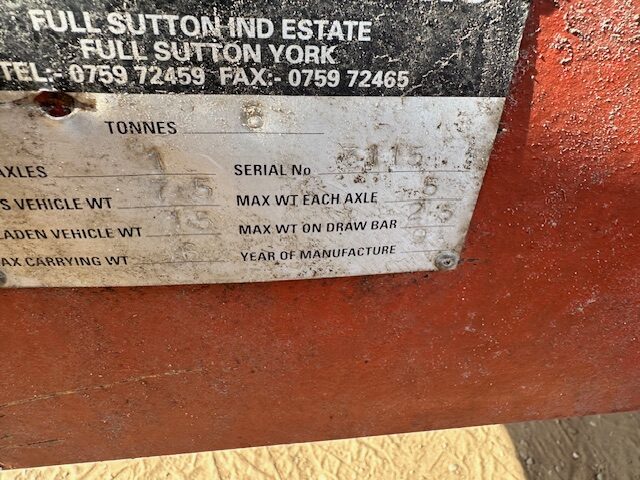 FULL SUTTON IND ESTATE
FULL SUTTON YORK
TEL:- 0759 72459 FAX:- 0759 72465
TONNES 6
AXLES 1 SERIAL No 115
S VEHICLE WT 7.5 MAX WT EACH AXLE 5
LADEN VEHICLE WT 15 MAX WT ON DRAW BAR
AX CARRYING WT YEAR OF MANUFACTURE